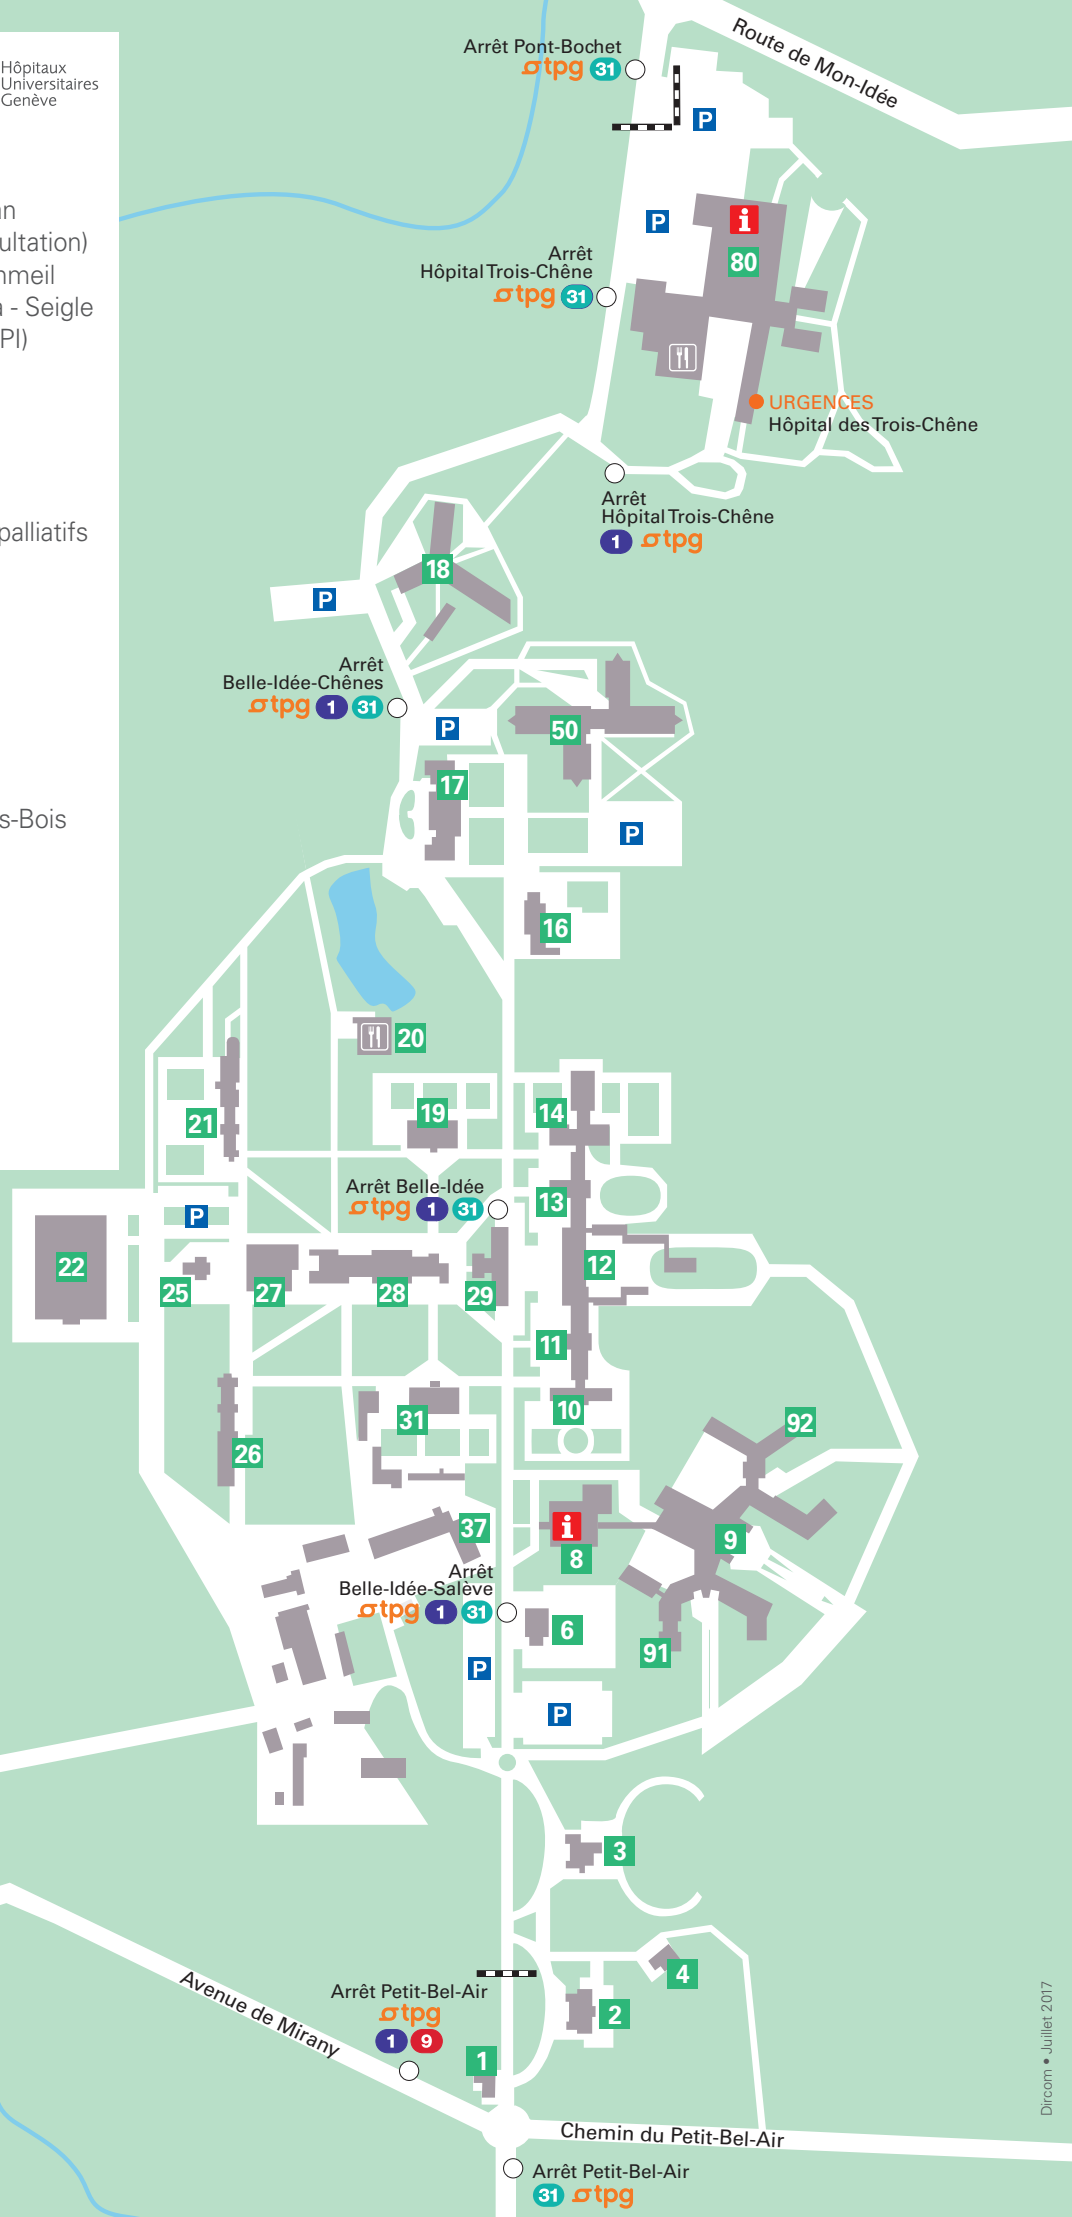 Hôpitaux
Universitaires
Genève
ultation)
nmeil
- Seigle
PI)
palliatifs
s-Bois
Route de Mon-Idée
Arrêt Pont-Bochet
tpg 31
P
P
i
80
Arrêt
Hôpital Trois-Chêne
tpg 31
URGENCES
Hôpital des Trois-Chêne
Arrêt
Hôpital Trois-Chêne
1 tpg
18
P
Arrêt
Belle-Idée-Chênes
tpg 1 31
P
50
17
P
16
20
19
14
21
Arrêt Belle-Idée
tpg 1 31
13
P
22
12
25
27
28
29
11
10
31
92
26
37
i
8
9
Arrêt
Belle-Idée-Salève
tpg 1 31
6
91
P
P
3
4
Avenue de Mirany
Arrêt Petit-Bel-Air
tpg
1 9
2
1
Chemin du Petit-Bel-Air
Arrêt Petit-Bel-Air
31 tpg
Dircom • Juillet 2017